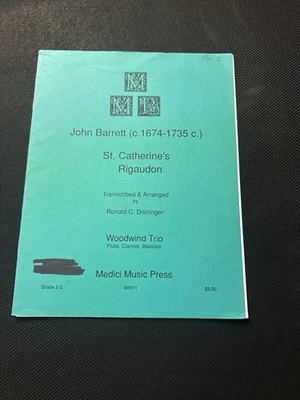 M
M P
John Barrett (c.1674-1735 c.)
St. Catherine's
Rigaudon
Transcribed & Arranged
by
Ronald C. Dishinger
Woodwind Trio
Flute, Clarinet, Bassoon
Medici Music Press
Grade 2-3 WW11 $3.50